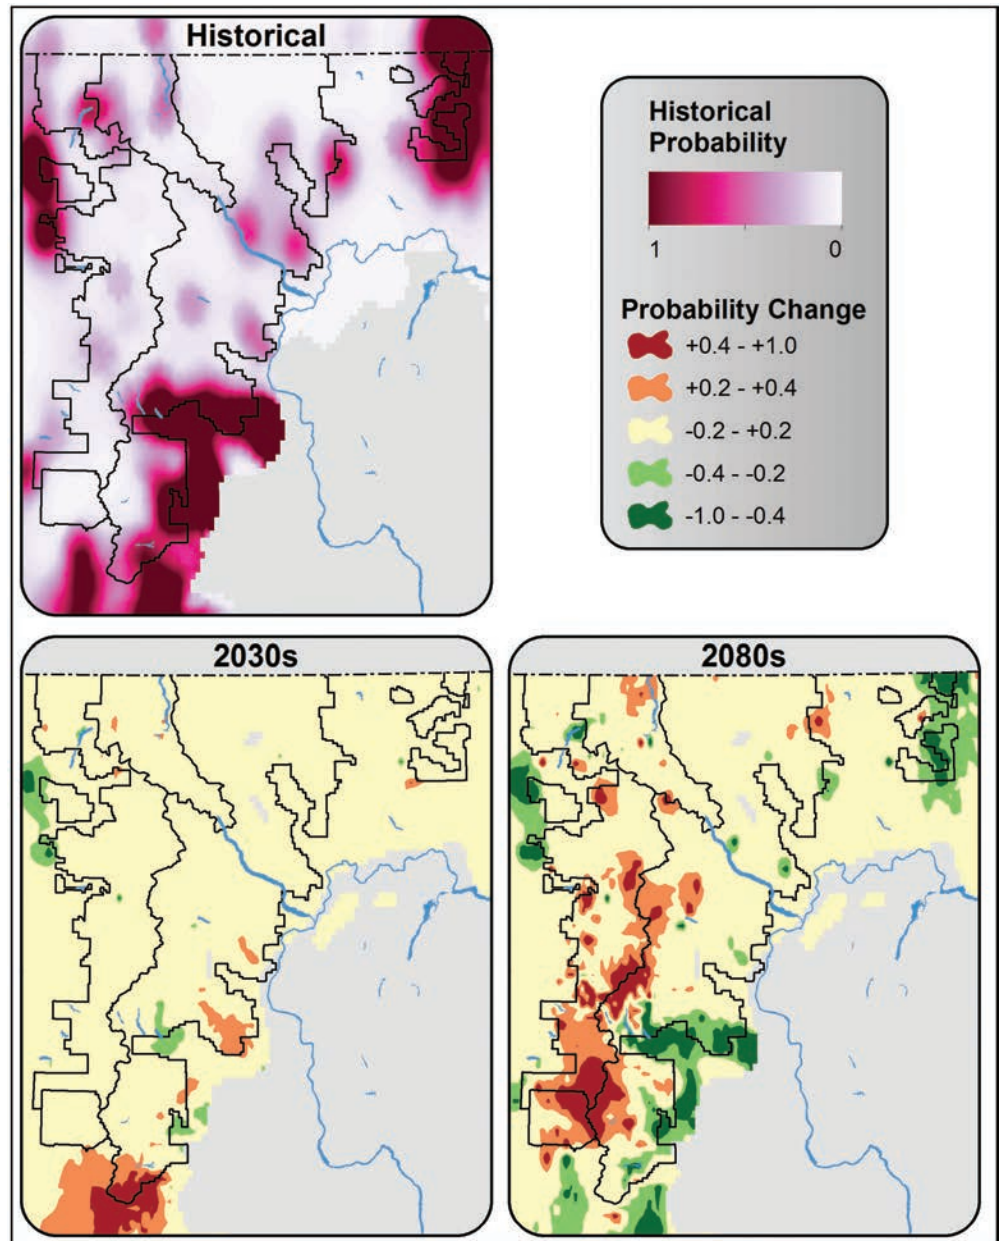 Historical
Historical
Probability
1 0
Probability Change
+0.4 - +1.0
+0.2 - +0.4
-0.2 - +0.2
-0.4 - -0.2
-1.0 - -0.4
2030s
2080s